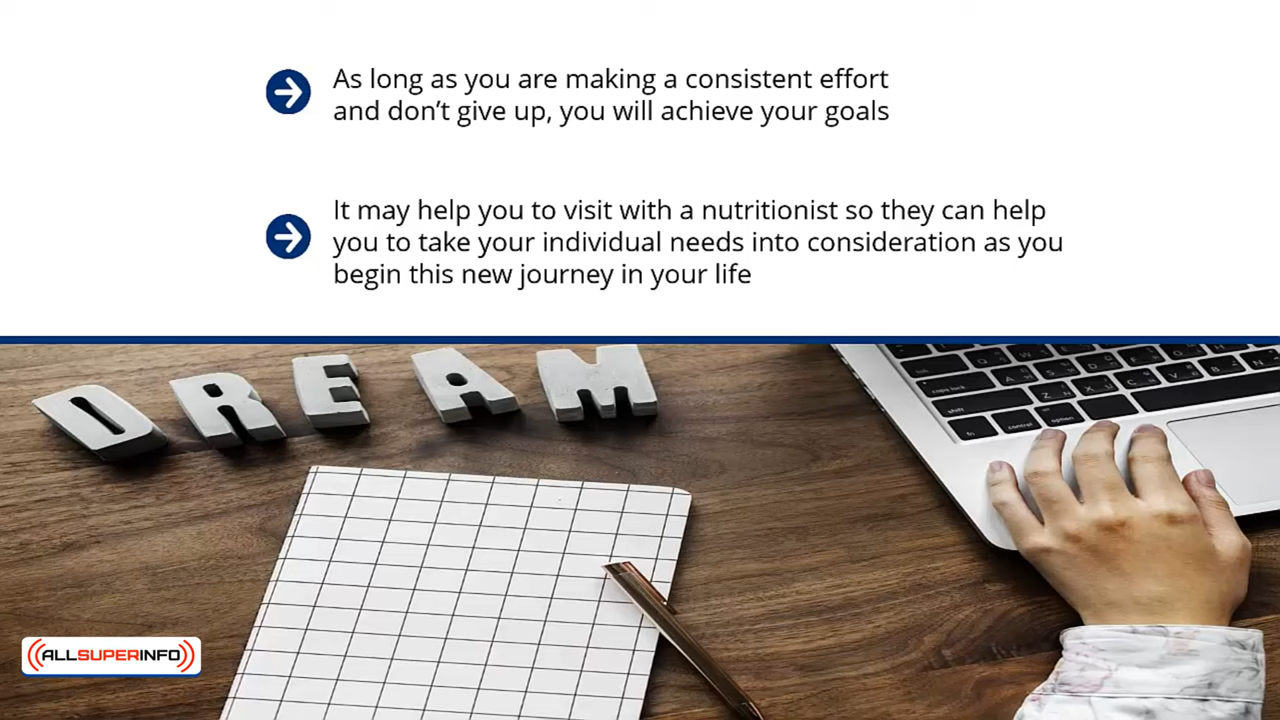 As long as you are making a consistent effort
and don’t give up, you will achieve your goals
It may help you to visit with a nutritionist so they can help
you to take your individual needs into consideration as you
begin this new journey in your life
DREAM
ALLSUPERINFO